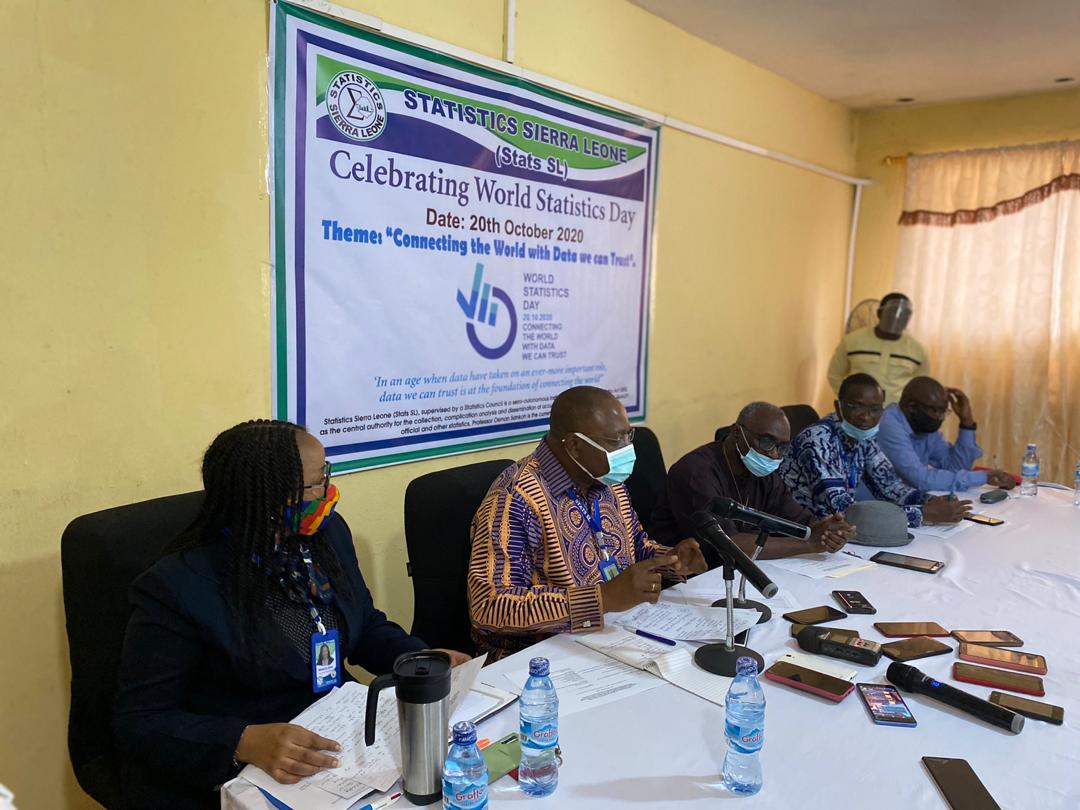 STATISTICS
SIERRA LEONE
STATISTICS SIERRA LEONE
(Stats SL)
Celebrating World Statistics Day
Date: 20th October 2020
Theme: "Connecting the World with Data we can Trust".
WORLD
STATISTICS
DAY
20.10.2020
CONNECTING
THE WORLD
WITH DATA
WE CAN TRUST
'In an age when data have taken on an ever-more important role,
data we can trust is at the foundation of connecting the world"
Statistics Sierra Leone (Stats SL), supervised by a Statistics Council is a semi-autonomous
as the central authority for the collection, complication analysis and dissemination of
official and other statistics, Professor Osman Sankoh is the
Grafton
Grafton
Grafton